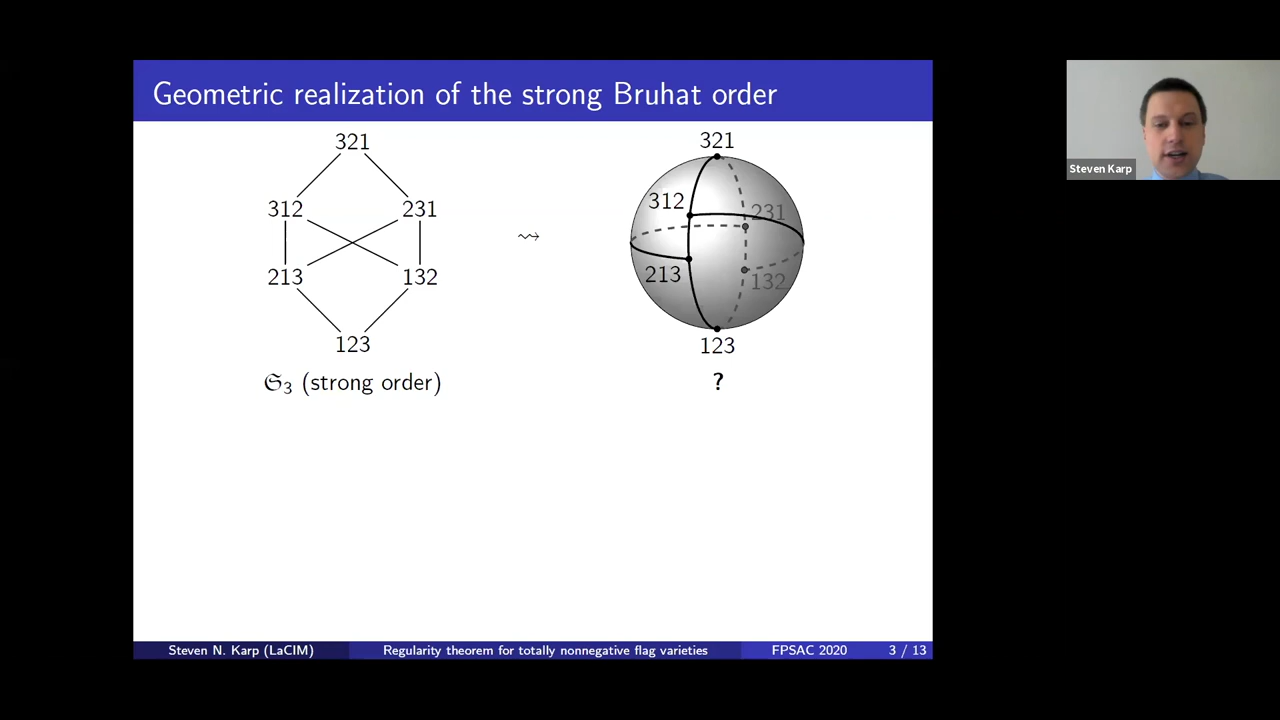 Geometric realization of the strong Bruhat order
321
312 231
213 132
123
𝔖₃ (strong order)
⇝
321
312 231
213 132
123
?
Steven N. Karp (LaCIM) Regularity theorem for totally nonnegative flag varieties FPSAC 2020 3 / 13
Steven Karp